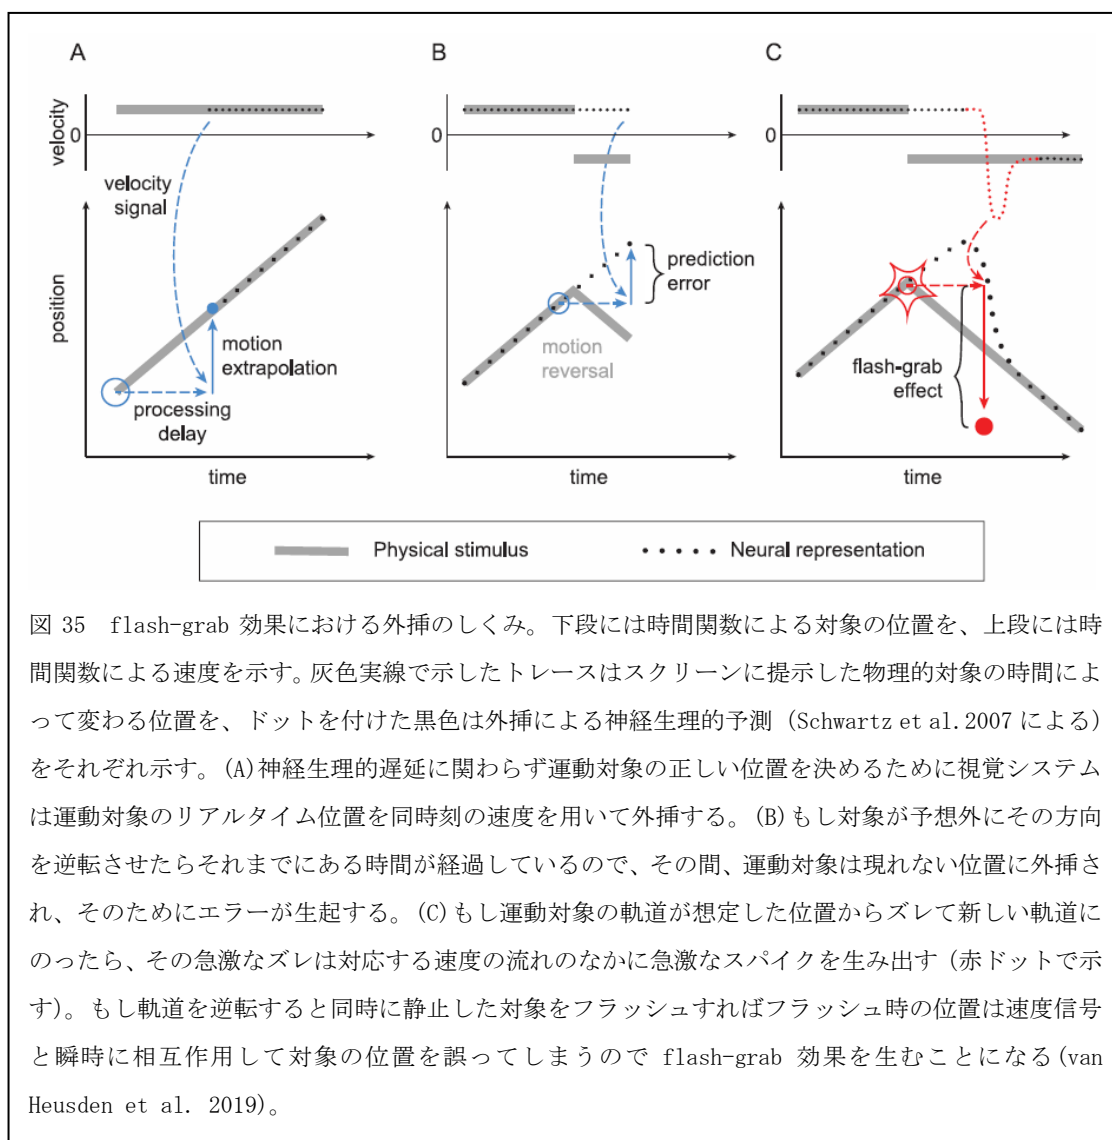 A
B
C
velocity
0
0
0
velocity
signal
position
motion
extrapolation
processing
delay
motion
reversal
prediction
error
flash-grab
effect
time
time
time
Physical stimulus
Neural representation
図 35 flash-grab 効果における外挿のしくみ。下段には時間関数による対象の位置を、上段には時
間関数による速度を示す。灰色実線で示したトレースはスクリーンに提示した物理的対象の時間によ
って変わる位置を、ドットを付けた黒色は外挿による神経生理的予測 (Schwartz et al.2007 による)
をそれぞれ示す。(A)神経生理的遅延に関わらず運動対象の正しい位置を決めるために視覚システム
は運動対象のリアルタイム位置を同時刻の速度を用いて外挿する。(B)もし対象が予想外にその方向
を逆転させたらそれまでにある時間が経過しているので、その間、運動対象は現れない位置に外挿さ
れ、そのためにエラーが生起する。(C)もし運動対象の軌道が想定した位置からズレて新しい軌道に
のったら、その急激なズレは対応する速度の流れのなかに急激なスパイクを生み出す（赤ドットで示
す）。もし軌道を逆転すると同時に静止した対象をフラッシュすればフラッシュ時の位置は速度信号
と瞬時に相互作用して対象の位置を誤ってしまうので flash-grab 効果を生むことになる(van
Heusden et al. 2019)。